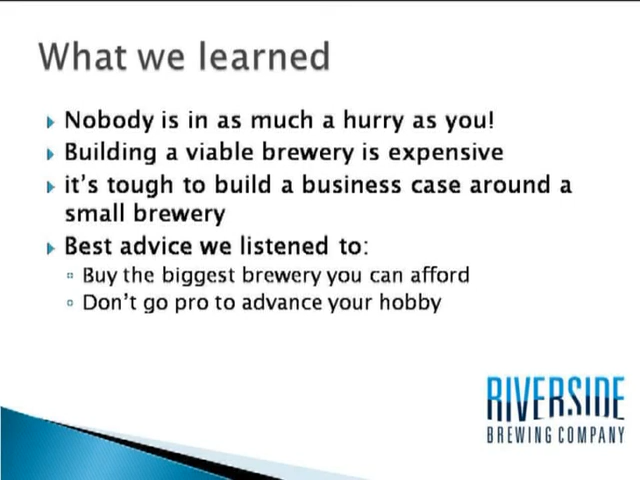 What we learned
Nobody is in as much a hurry as you!
Building a viable brewery is expensive
it's tough to build a business case around a
small brewery
Best advice we listened to:
Buy the biggest brewery you can afford
Don't go pro to advance your hobby
RIVERSIDE
BREWING COMPANY